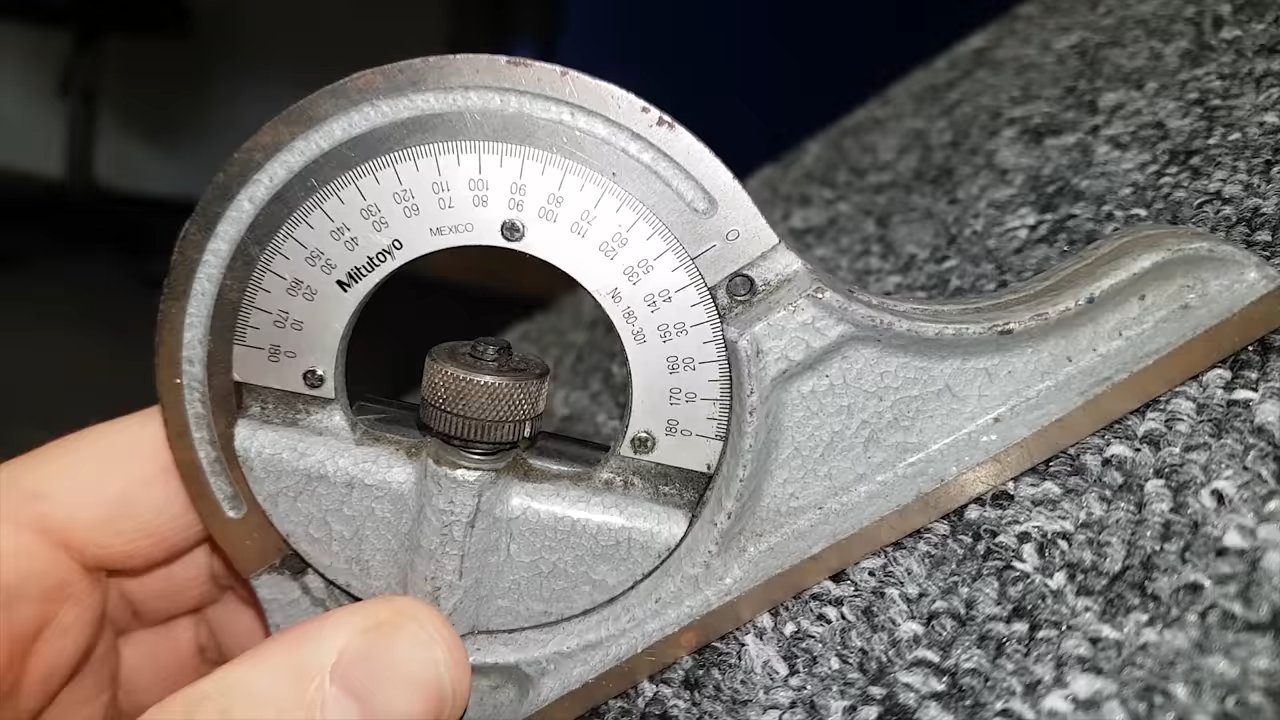 180 170 160 150 140 130 120 110 100 90 80 70 60 50 40 30 20 10 0
0 10 20 30 40 50 60 70 80 90 100 110 120 130 140 150 160 170 180
0
Mitutoyo
MEXICO
No 180-301